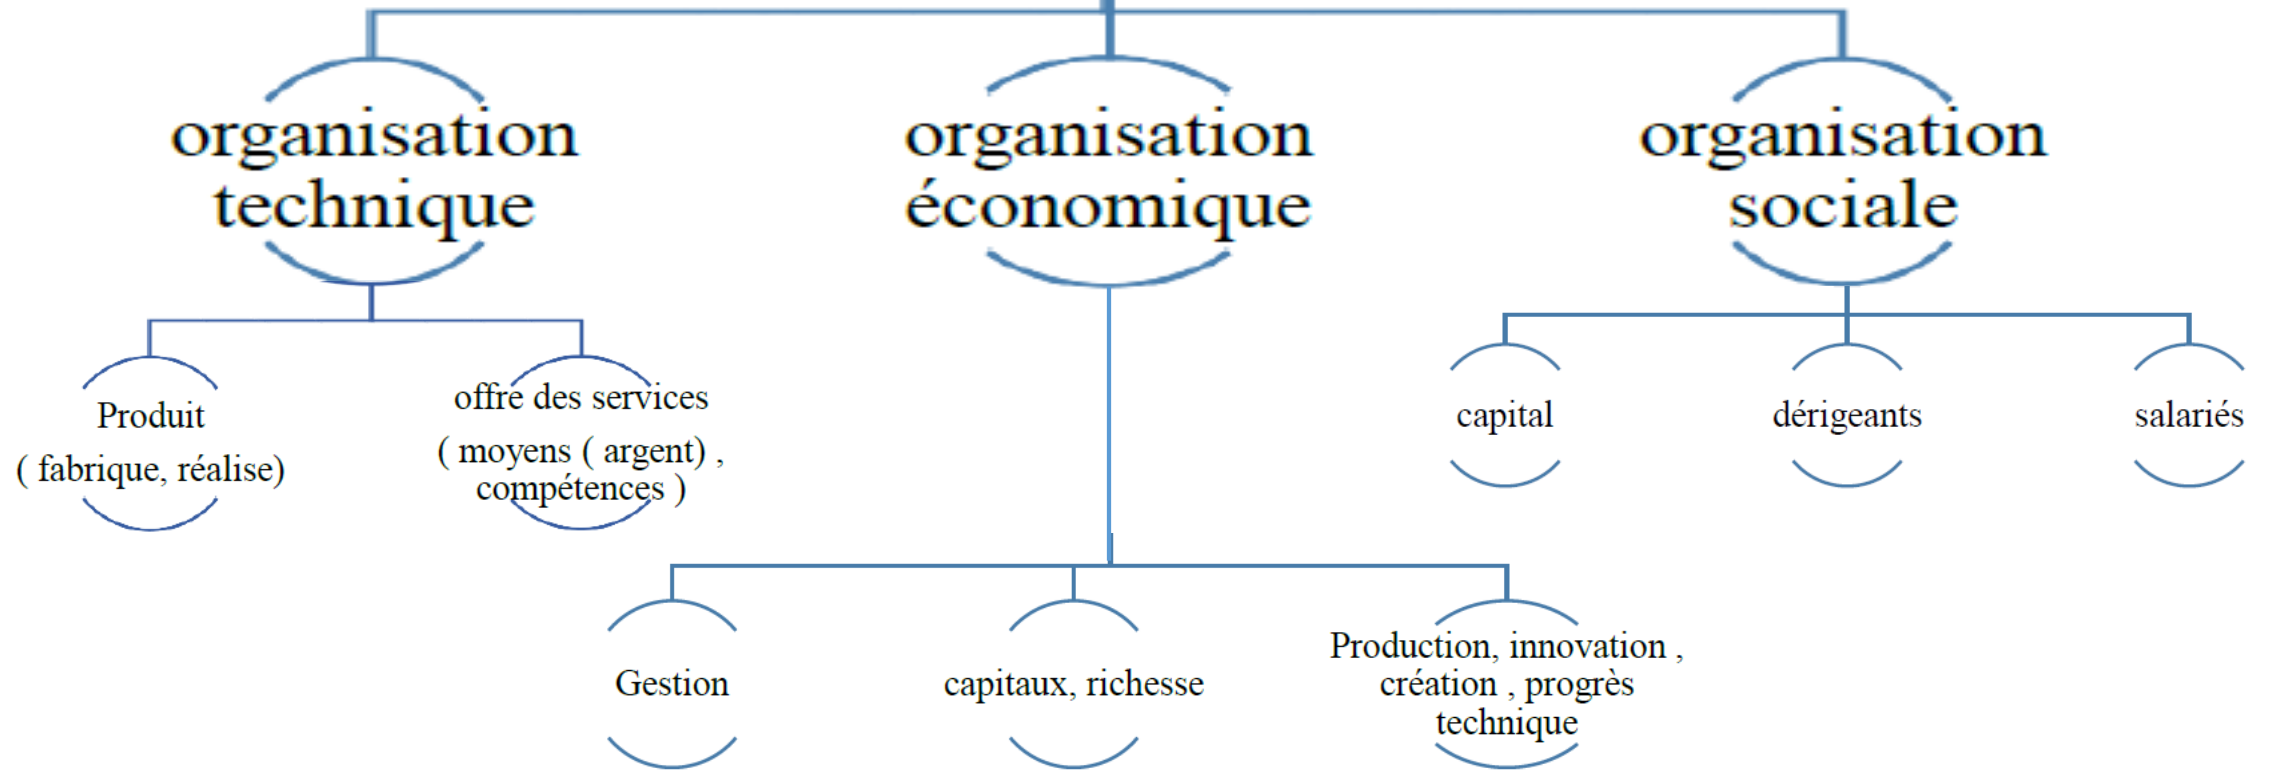 organisation
technique
organisation
économique
organisation
sociale
Produit
( fabrique, réalise)
offre des services
( moyens ( argent) ,
compétences )
capital
dérigeants
salariés
Gestion
capitaux, richesse
Production, innovation ,
création , progrès
technique